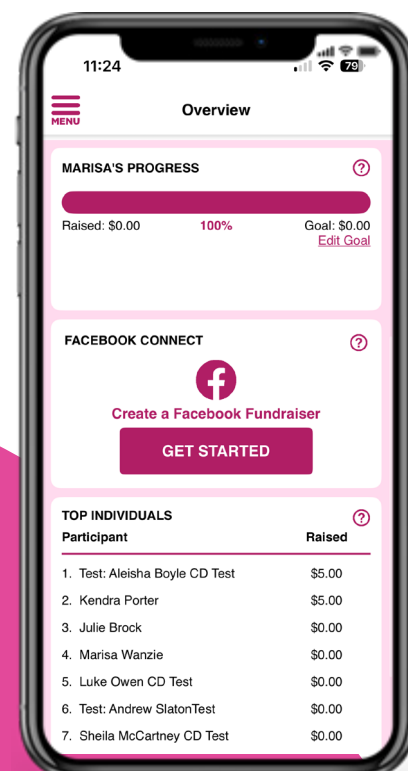 11:24
79
MENU
Overview
MARISA'S PROGRESS
?
Raised: $0.00 100% Goal: $0.00
Edit Goal
FACEBOOK CONNECT
?
f
Create a Facebook Fundraiser
GET STARTED
TOP INDIVIDUALS
?
Participant Raised
1. Test: Aleisha Boyle CD Test $5.00
2. Kendra Porter $5.00
3. Julie Brock $0.00
4. Marisa Wanzie $0.00
5. Luke Owen CD Test $0.00
6. Test: Andrew SlatonTest $0.00
7. Sheila McCartney CD Test $0.00